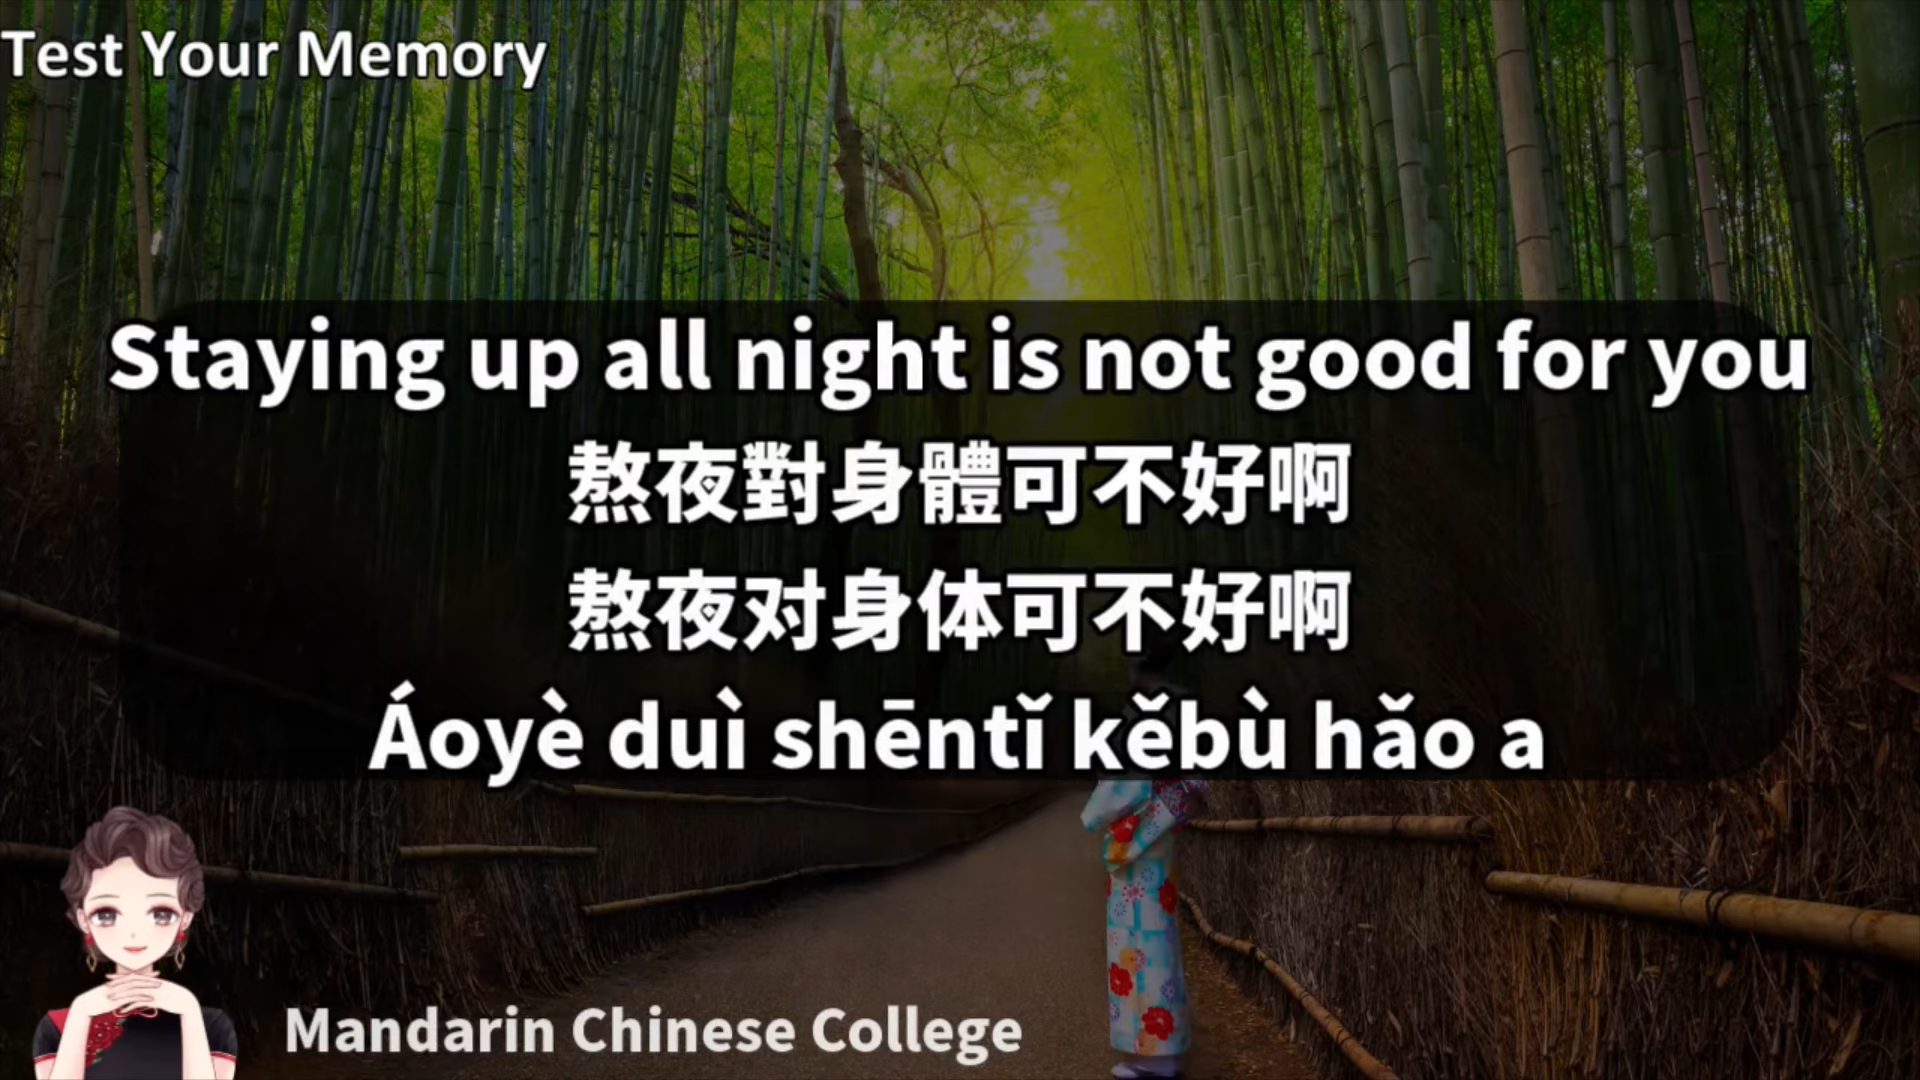 Test Your Memory
Staying up all night is not good for you
熬夜對身體可不好啊
熬夜对身体可不好啊
Áoyè duì shēntǐ kěbù hǎo a
Mandarin Chinese College